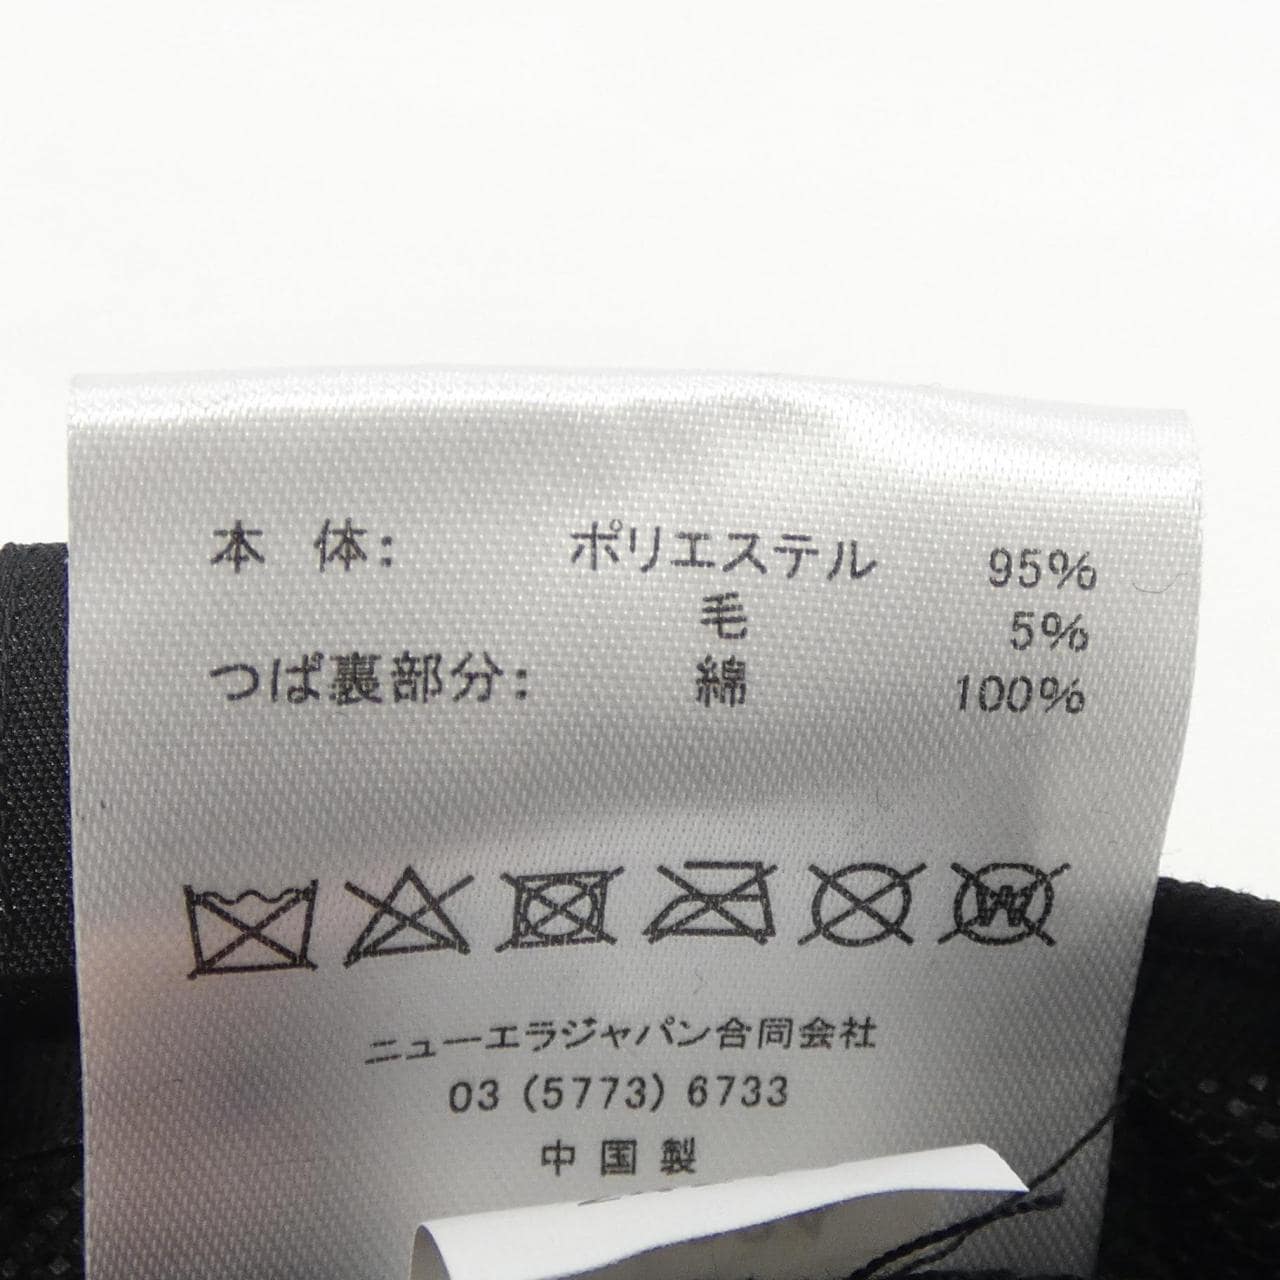 本 体: ポリエステル 95%
毛 5%
つば裏部分: 綿 100%
W
ニューエラジャパン合同会社
03 (5773) 6733
中国製